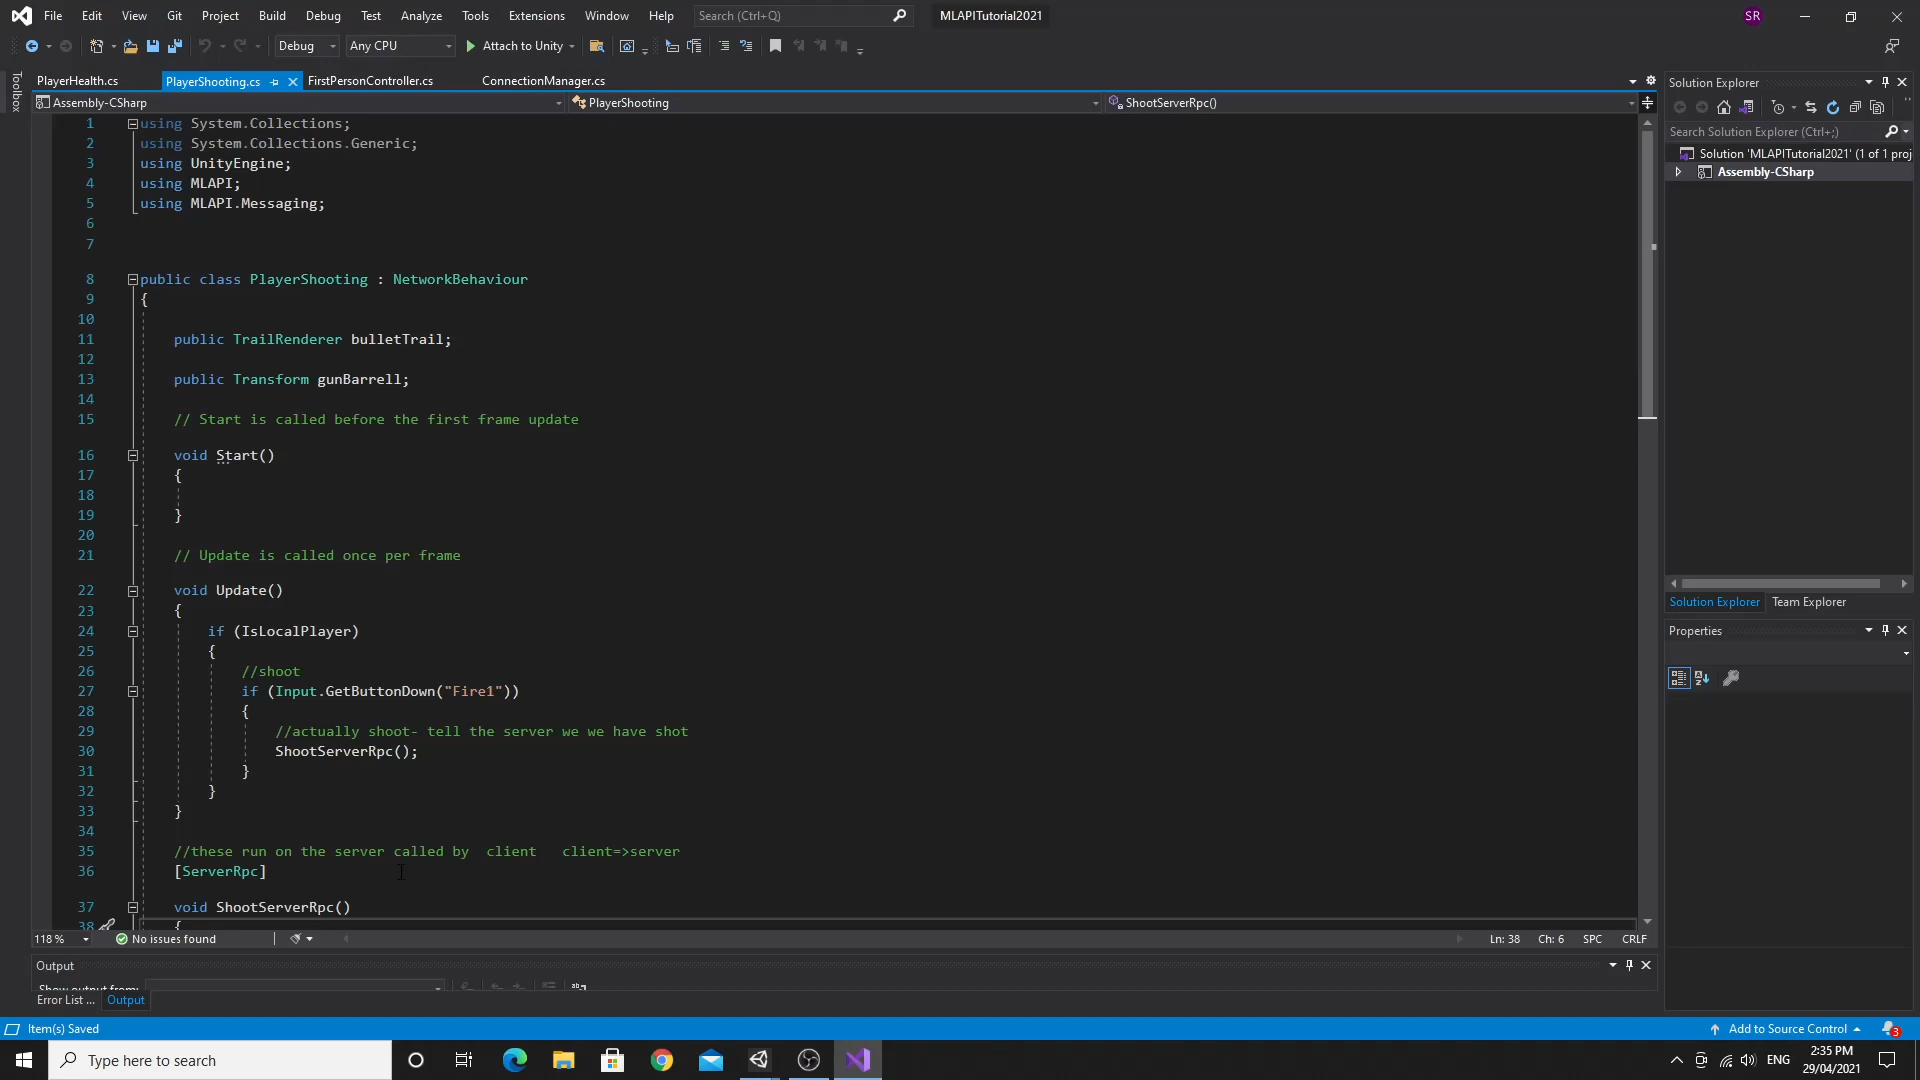 File Edit View Git Project Build Debug Test Analyze Tools Extensions Window Help Search (Ctrl+Q) MLAPITutorial2021 SR
Debug Any CPU Attach to Unity
Toolbox
PlayerHealth.cs PlayerShooting.cs FirstPersonController.cs ConnectionManager.cs
Assembly-CSharp PlayerShooting ShootServerRpc()
1 using System.Collections;
2 using System.Collections.Generic;
3 using UnityEngine;
4 using MLAPI;
5 using MLAPI.Messaging;
6
7
8 public class PlayerShooting : NetworkBehaviour
9 {
10
11 public TrailRenderer bulletTrail;
12
13 public Transform gunBarrell;
14
15 // Start is called before the first frame update
16 void Start()
17 {
18
19 }
20
21 // Update is called once per frame
22 void Update()
23 {
24 if (IsLocalPlayer)
25 {
26 //shoot
27 if (Input.GetButtonDown("Fire1"))
28 {
29 //actually shoot- tell the server we we have shot
30 ShootServerRpc();
31 }
32 }
33 }
34
35 //these run on the server called by  client   client=>server
36 [ServerRpc]
37 void ShootServerRpc()
38 {
118 % No issues found Ln: 38 Ch: 6 SPC CRLF
Output
Show output from:
Error List ... Output
Solution Explorer
Search Solution Explorer (Ctrl+;)
Solution 'MLAPITutorial2021' (1 of 1 proj
Assembly-CSharp
Solution Explorer Team Explorer
Properties
Item(s) Saved Add to Source Control 3
Type here to search ENG 2:35 PM
29/04/2021